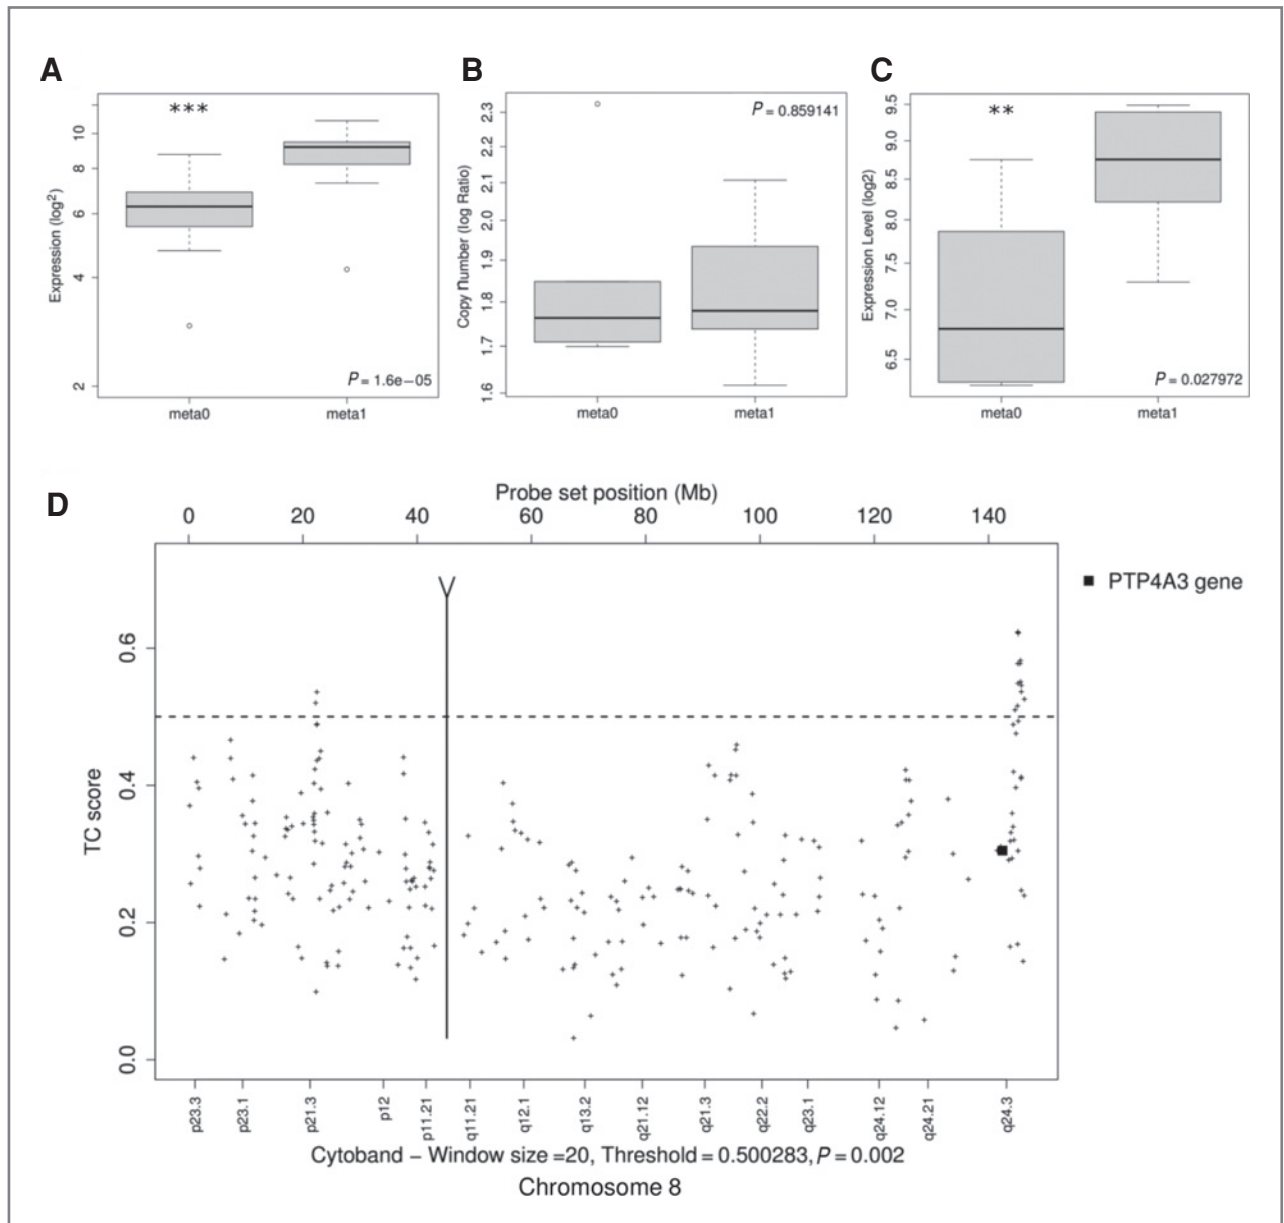 A
***
Expression (log2)
10
8
6
4
2
P = 1.6e−05
meta0
meta1
B
P = 0.859141
Copy number (log Ratio)
2.3
2.2
2.1
2.0
1.9
1.8
1.7
1.6
meta0
meta1
C
**
Expression Level (log2)
9.5
9.0
8.5
8.0
7.5
7.0
6.5
P = 0.027972
meta0
meta1
D
Probe set position (Mb)
0 20 40 60 80 100 120 140
PTP4A3 gene
TC score
0.6
0.4
0.2
0.0
p23.3 p23.1 p21.3 p12 p11.21 q11.21 q12.1 q13.2 q21.12 q21.3 q22.2 q23.1 q24.12 q24.21 q24.3
Cytoband − Window size =20, Threshold = 0.500283, P = 0.002
Chromosome 8